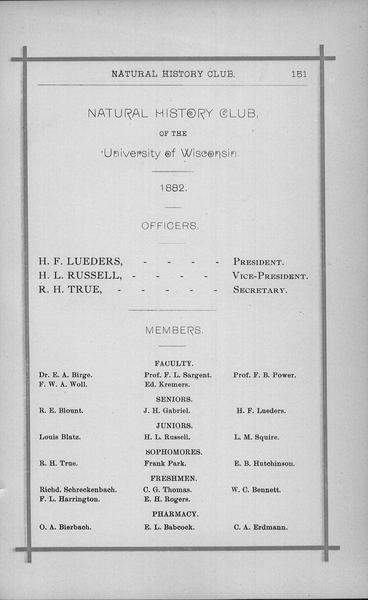 NATURAL HISTORY CLUB. 151
NATURAL HISTORY CLUB,
OF THE
University of Wisconsin.
1882.
OFFICERS.
H. F. LUEDERS, - - - - PRESIDENT.
H. L. RUSSELL, - - - - VICE-PRESIDENT.
R. H. TRUE, - - - - - SECRETARY.
MEMBERS.
FACULTY.
Dr. E. A. Birge. Prof. F. L. Sargent. Prof. F. B. Power.
F. W. A. Woll. Ed. Kremers.
SENIORS.
R. E. Blount. J. H. Gabriel. H. F. Lueders.
JUNIORS.
Louis Blatz. H. L. Russell. L. M. Squire.
SOPHOMORES.
R. H. True. Frank Park. E. B. Hutchinson.
FRESHMEN.
Richd. Schreckenbach. C. G. Thomas. W. C. Bennett.
F. L. Harrington. E. H. Rogers.
PHARMACY.
O. A. Bierbach. E. L. Babcock. C. A. Erdmann.